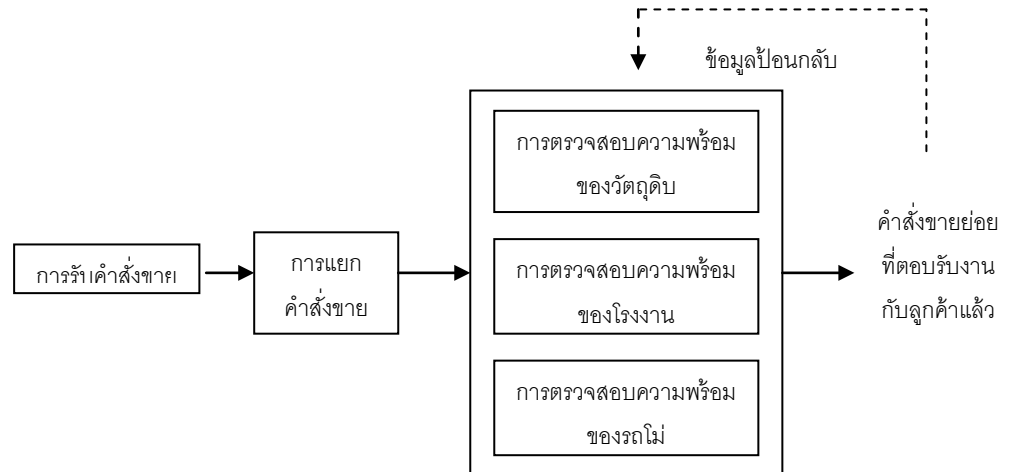 ข้อมูลป้อนกลับ
การตรวจสอบความพร้อม
ของวัตถุดิบ
การรับคำสั่งขาย
การแยก
คำสั่งขาย
การตรวจสอบความพร้อม
ของโรงงาน
การตรวจสอบความพร้อม
ของรถโม่
คำสั่งขายย่อย
ที่ตอบรับงาน
กับลูกค้าแล้ว